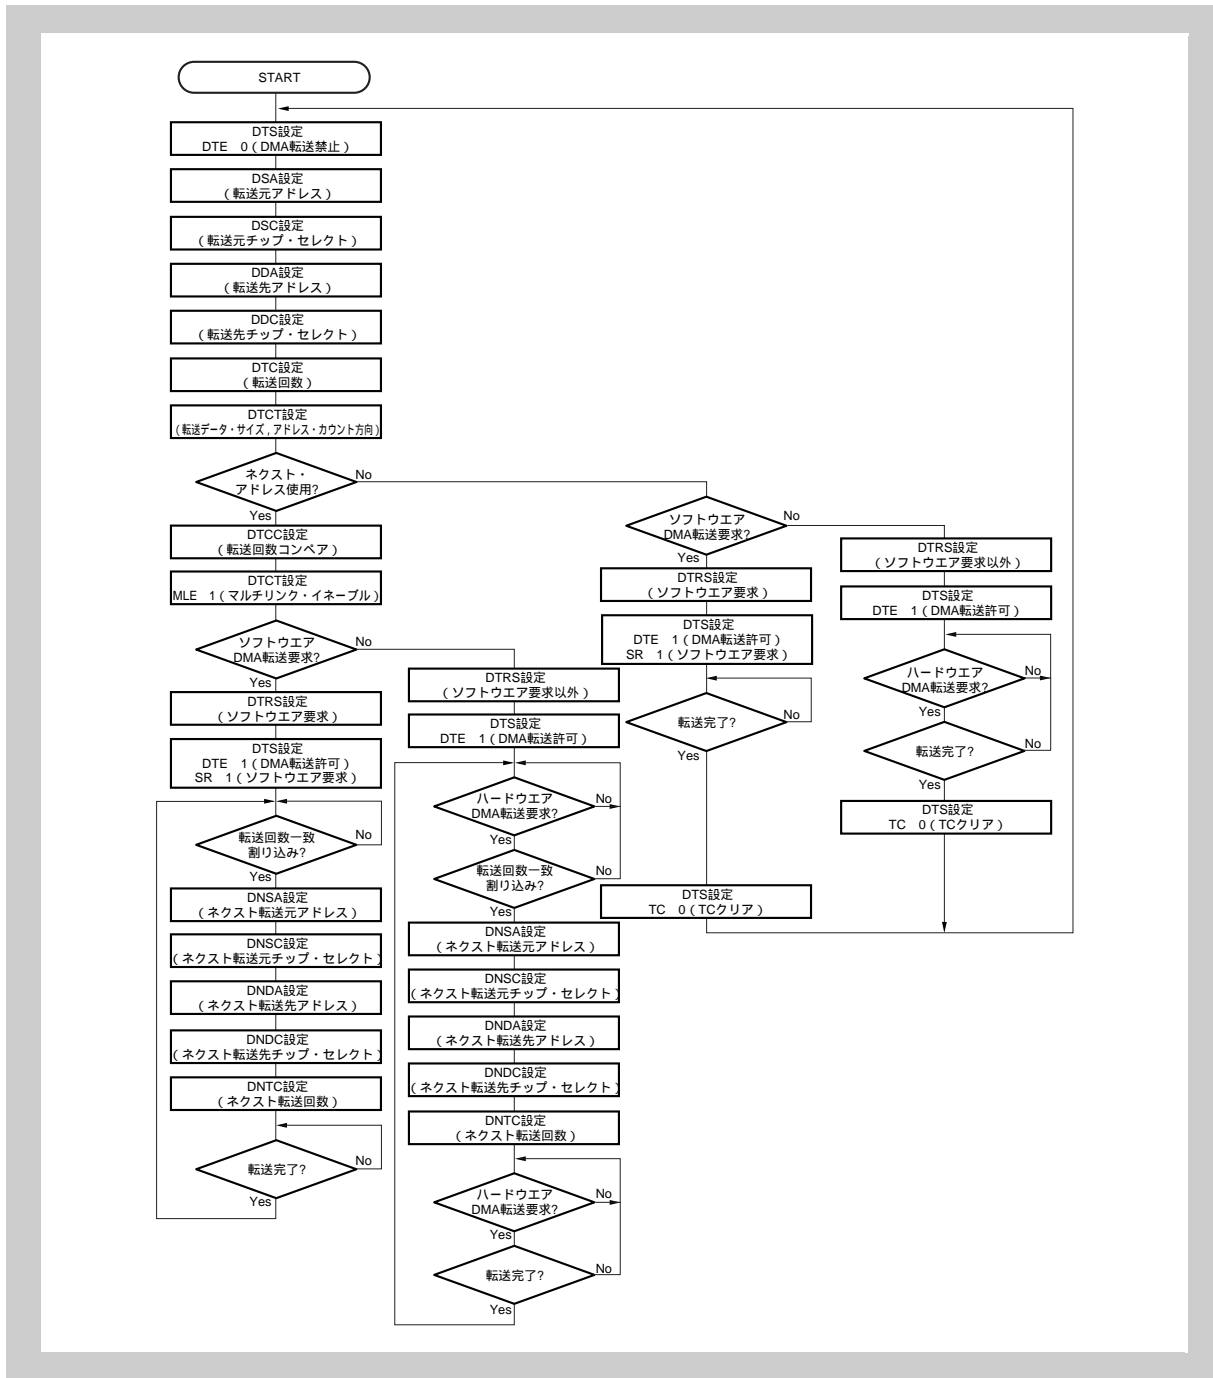 START
DTS設定
DTE　0（DMA転送禁止）
DSA設定
（転送元アドレス）
DSC設定
（転送元チップ・セレクト）
DDA設定
（転送先アドレス）
DDC設定
（転送先チップ・セレクト）
DTC設定
（転送回数）
DTCT設定
（転送データ・サイズ，アドレス・カウント方向）
ネクスト・
アドレス使用?
No
Yes
DTCC設定
（転送回数コンペア）
DTCT設定
MLE　1（マルチリンク・イネーブル）
ソフトウエア
DMA転送要求?
No
Yes
DTRS設定
（ソフトウエア要求）
DTS設定
DTE　1（DMA転送許可）
SR　1（ソフトウエア要求）
転送回数一致
割り込み?
No
Yes
DNSA設定
（ネクスト転送元アドレス）
DNSC設定
（ネクスト転送元チップ・セレクト）
DNDA設定
（ネクスト転送先アドレス）
DNDC設定
（ネクスト転送先チップ・セレクト）
DNTC設定
（ネクスト転送回数）
転送完了?
No
Yes
DTRS設定
（ソフトウエア要求以外）
DTS設定
DTE　1（DMA転送許可）
ハードウエア
DMA転送要求?
No
Yes
転送回数一致
割り込み?
No
Yes
DNSA設定
（ネクスト転送元アドレス）
DNSC設定
（ネクスト転送元チップ・セレクト）
DNDA設定
（ネクスト転送先アドレス）
DNDC設定
（ネクスト転送先チップ・セレクト）
DNTC設定
（ネクスト転送回数）
ハードウエア
DMA転送要求?
No
Yes
転送完了?
No
Yes
ソフトウエア
DMA転送要求?
No
Yes
DTRS設定
（ソフトウエア要求）
DTS設定
DTE　1（DMA転送許可）
SR　1（ソフトウエア要求）
転送完了?
No
Yes
DTS設定
TC　0（TCクリア）
DTRS設定
（ソフトウエア要求以外）
DTS設定
DTE　1（DMA転送許可）
ハードウエア
DMA転送要求?
No
Yes
転送完了?
No
Yes
DTS設定
TC　0（TCクリア）